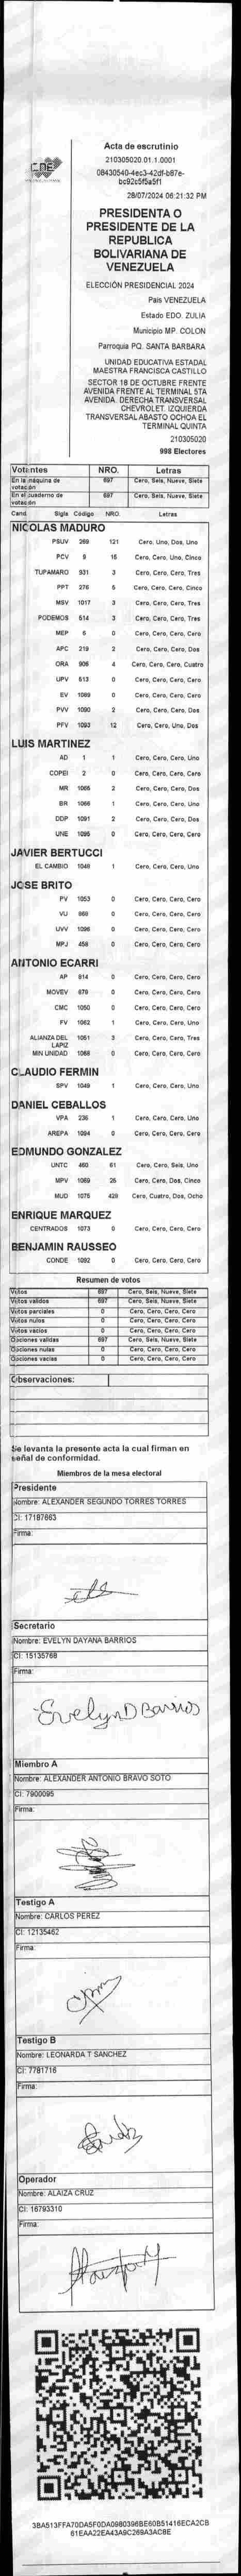 CNE
Acta de escrutinio
210305020.01.1.0001
08430540-4ec3-42df-b87e-
bc92c5f5a5f1
28/07/2024 06:21:32 PM
PRESIDENTA O
PRESIDENTE DE LA
REPUBLICA
BOLIVARIANA DE
VENEZUELA
ELECCIÓN PRESIDENCIAL 2024
Pais VENEZUELA
Estado EDO. ZULIA
Municipio MP. COLON
Parroquia PQ. SANTA BARBARA
UNIDAD EDUCATIVA ESTADAL
MAESTRA FRANCISCA CASTILLO
SECTOR 18 DE OCTUBRE FRENTE
AVENIDA FRENTE AL TERMINAL 5TA
AVENIDA. DERECHA TRANSVERSAL
CHEVROLET. IZQUIERDA
TRANSVERSAL ABASTO OCHOA EL
TERMINAL QUINTA
210305020
998 Electores
Votantes NRO. Letras
En la máquina de votación 697 Cero, Seis, Nueve, Siete
En el cuaderno de votación 697 Cero, Seis, Nueve, Siete
Cand Sigla Código NRO. Letras
NICOLAS MADURO
PSUV 269 121 Cero, Uno, Dos, Uno
PCV 9 15 Cero, Cero, Uno, Cinco
TUPAMARO 931 3 Cero, Cero, Cero, Tres
PPT 276 5 Cero, Cero, Cero, Cinco
MSV 1017 3 Cero, Cero, Cero, Tres
PODEMOS 514 3 Cero, Cero, Cero, Tres
MEP 5 0 Cero, Cero, Cero, Cero
APC 219 2 Cero, Cero, Cero, Dos
ORA 906 4 Cero, Cero, Cero, Cuatro
UPV 513 0 Cero, Cero, Cero, Cero
EV 1089 0 Cero, Cero, Cero, Cero
PVV 1090 2 Cero, Cero, Cero, Dos
PFV 1093 12 Cero, Cero, Uno, Dos
LUIS MARTINEZ
AD 1 1 Cero, Cero, Cero, Uno
COPEI 2 0 Cero, Cero, Cero, Cero
MR 1065 2 Cero, Cero, Cero, Dos
BR 1066 1 Cero, Cero, Cero, Uno
DDP 1091 2 Cero, Cero, Cero, Dos
UNE 1095 0 Cero, Cero, Cero, Cero
JAVIER BERTUCCI
EL CAMBIO 1048 1 Cero, Cero, Cero, Uno
JOSE BRITO
PV 1053 0 Cero, Cero, Cero, Cero
VU 868 0 Cero, Cero, Cero, Cero
UVV 1096 0 Cero, Cero, Cero, Cero
MPJ 458 0 Cero, Cero, Cero, Cero
ANTONIO ECARRI
AP 814 0 Cero, Cero, Cero, Cero
MOVEV 879 0 Cero, Cero, Cero, Cero
CMC 1050 0 Cero, Cero, Cero, Cero
FV 1062 1 Cero, Cero, Cero, Uno
ALIANZA DEL LAPIZ 1051 3 Cero, Cero, Cero, Tres
MIN UNIDAD 1068 0 Cero, Cero, Cero, Cero
CLAUDIO FERMIN
SPV 1049 1 Cero, Cero, Cero, Uno
DANIEL CEBALLOS
VPA 236 1 Cero, Cero, Cero, Uno
AREPA 1094 0 Cero, Cero, Cero, Cero
EDMUNDO GONZALEZ
UNTC 460 61 Cero, Cero, Seis, Uno
MPV 1069 25 Cero, Cero, Dos, Cinco
MUD 1075 428 Cero, Cuatro, Dos, Ocho
ENRIQUE MARQUEZ
CENTRADOS 1073 0 Cero, Cero, Cero, Cero
BENJAMIN RAUSSEO
CONDE 1092 0 Cero, Cero, Cero, Cero
Resumen de votos
Votos 697 Cero, Seis, Nueve, Siete
Votos validos 697 Cero, Seis, Nueve, Siete
Votos parciales 0 Cero, Cero, Cero, Cero
Votos nulos 0 Cero, Cero, Cero, Cero
Votos vacios 0 Cero, Cero, Cero, Cero
Opciones validas 697 Cero, Seis, Nueve, Siete
Opciones nulas 0 Cero, Cero, Cero, Cero
Opciones vacias 0 Cero, Cero, Cero, Cero
Observaciones:
Se levanta la presente acta la cual firman en
señal de conformidad.
Miembros de la mesa electoral
Presidente
Nombre: ALEXANDER SEGUNDO TORRES TORRES
CI: 17187663
Firma:
Secretario
Nombre: EVELYN DAYANA BARRIOS
CI: 15135768
Firma:
Evelyn D Barrios
Miembro A
Nombre: ALEXANDER ANTONIO BRAVO SOTO
CI: 7900095
Firma:
Testigo A
Nombre: CARLOS PEREZ
CI: 12135462
Firma:
Testigo B
Nombre: LEONARDA T SANCHEZ
CI: 7781716
Firma:
Operador
Nombre: ALAIZA CRUZ
CI: 16793310
Firma:
3BA513FFA70DA5F0DA0980396BE60B51416ECA2CB
61EAA22EA43A9C269A3AC8E